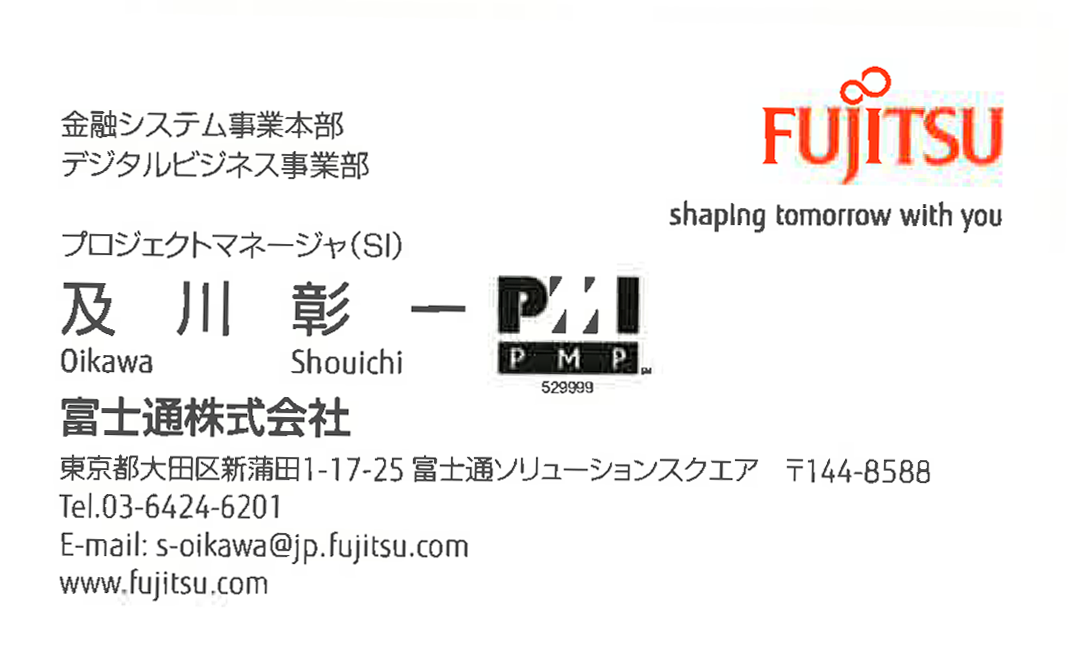 金融システム事業本部
デジタルビジネス事業部
FUJITSU
shaping tomorrow with you
プロジェクトマネージャ(SI)
及川 彰一
Oikawa Shouichi
PMI
PMP
529999
富士通株式会社
東京都大田区新蒲田1-17-25 富士通ソリューションスクエア 〒144-8588
Tel.03-6424-6201
E-mail: s-oikawa@jp.fujitsu.com
www.fujitsu.com